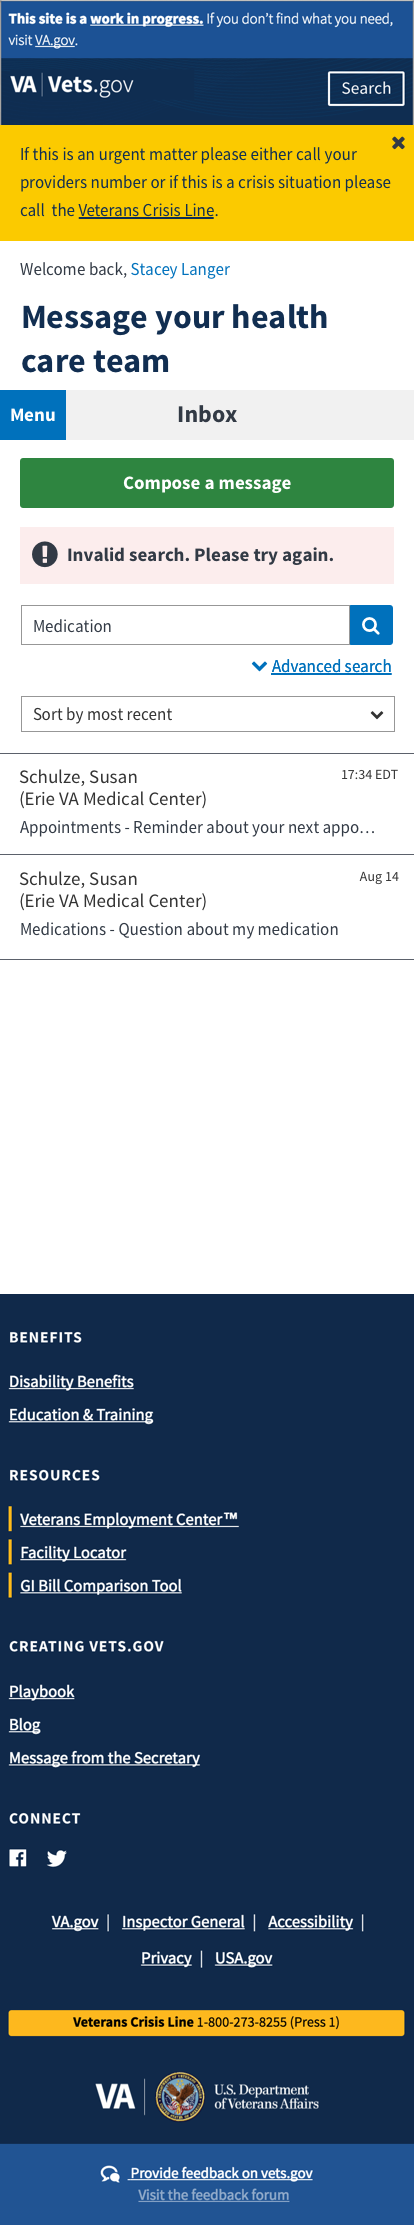 This site is a work in progress. If you don't find what you need,
visit VA.gov.
VA | Vets.gov
Search
If this is an urgent matter please either call your
providers number or if this is a crisis situation please
call the Veterans Crisis Line.
Welcome back, Stacey Langer
Message your health
care team
Menu
Inbox
Compose a message
Invalid search. Please try again.
Medication
Advanced search
Sort by most recent
Schulze, Susan
17:34 EDT
(Erie VA Medical Center)
Appointments - Reminder about your next appo…
Schulze, Susan
Aug 14
(Erie VA Medical Center)
Medications - Question about my medication
BENEFITS
Disability Benefits
Education & Training
RESOURCES
Veterans Employment Center™
Facility Locator
GI Bill Comparison Tool
CREATING VETS.GOV
Playbook
Blog
Message from the Secretary
CONNECT
VA.gov | Inspector General | Accessibility |
Privacy | USA.gov
Veterans Crisis Line 1-800-273-8255 (Press 1)
VA
U.S. Department
of Veterans Affairs
Provide feedback on vets.gov
Visit the feedback forum